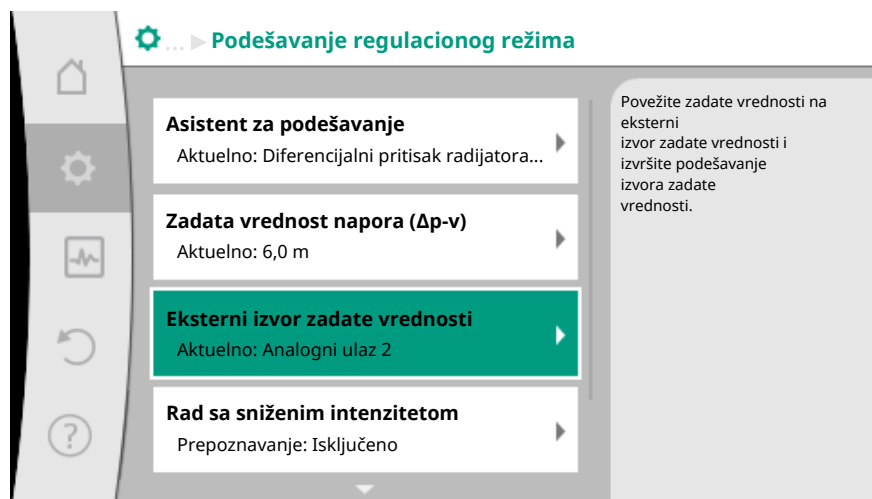 ... ▶ Podešavanje regulacionog režima
Asistent za podešavanje
Aktuelno: Diferencijalni pritisak radijatora...
Zadata vrednost napora (Δp-v)
Aktuelno: 6,0 m
Eksterni izvor zadate vrednosti
Aktuelno: Analogni ulaz 2
Rad sa sniženim intenzitetom
Prepoznavanje: Isključeno
?
Povežite zadate vrednosti na
eksterni
izvor zadate vrednosti i
izvršite podešavanje
izvora zadate
vrednosti.